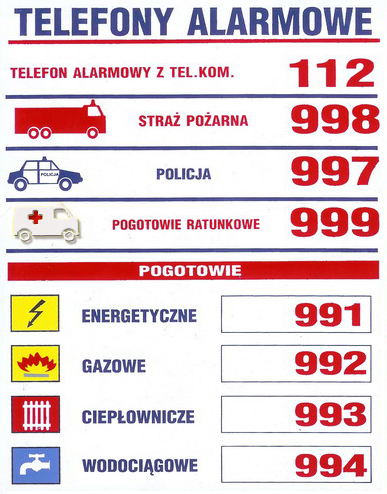 TELEFONY ALARMOWE
TELEFON ALARMOWY Z TEL.KOM. 112
STRAŻ POŻARNA 998
POLICJA
POLICJA 997
POGOTOWIE RATUNKOWE 999
POGOTOWIE
ENERGETYCZNE 991
GAZOWE 992
CIEPŁOWNICZE 993
WODOCIĄGOWE 994